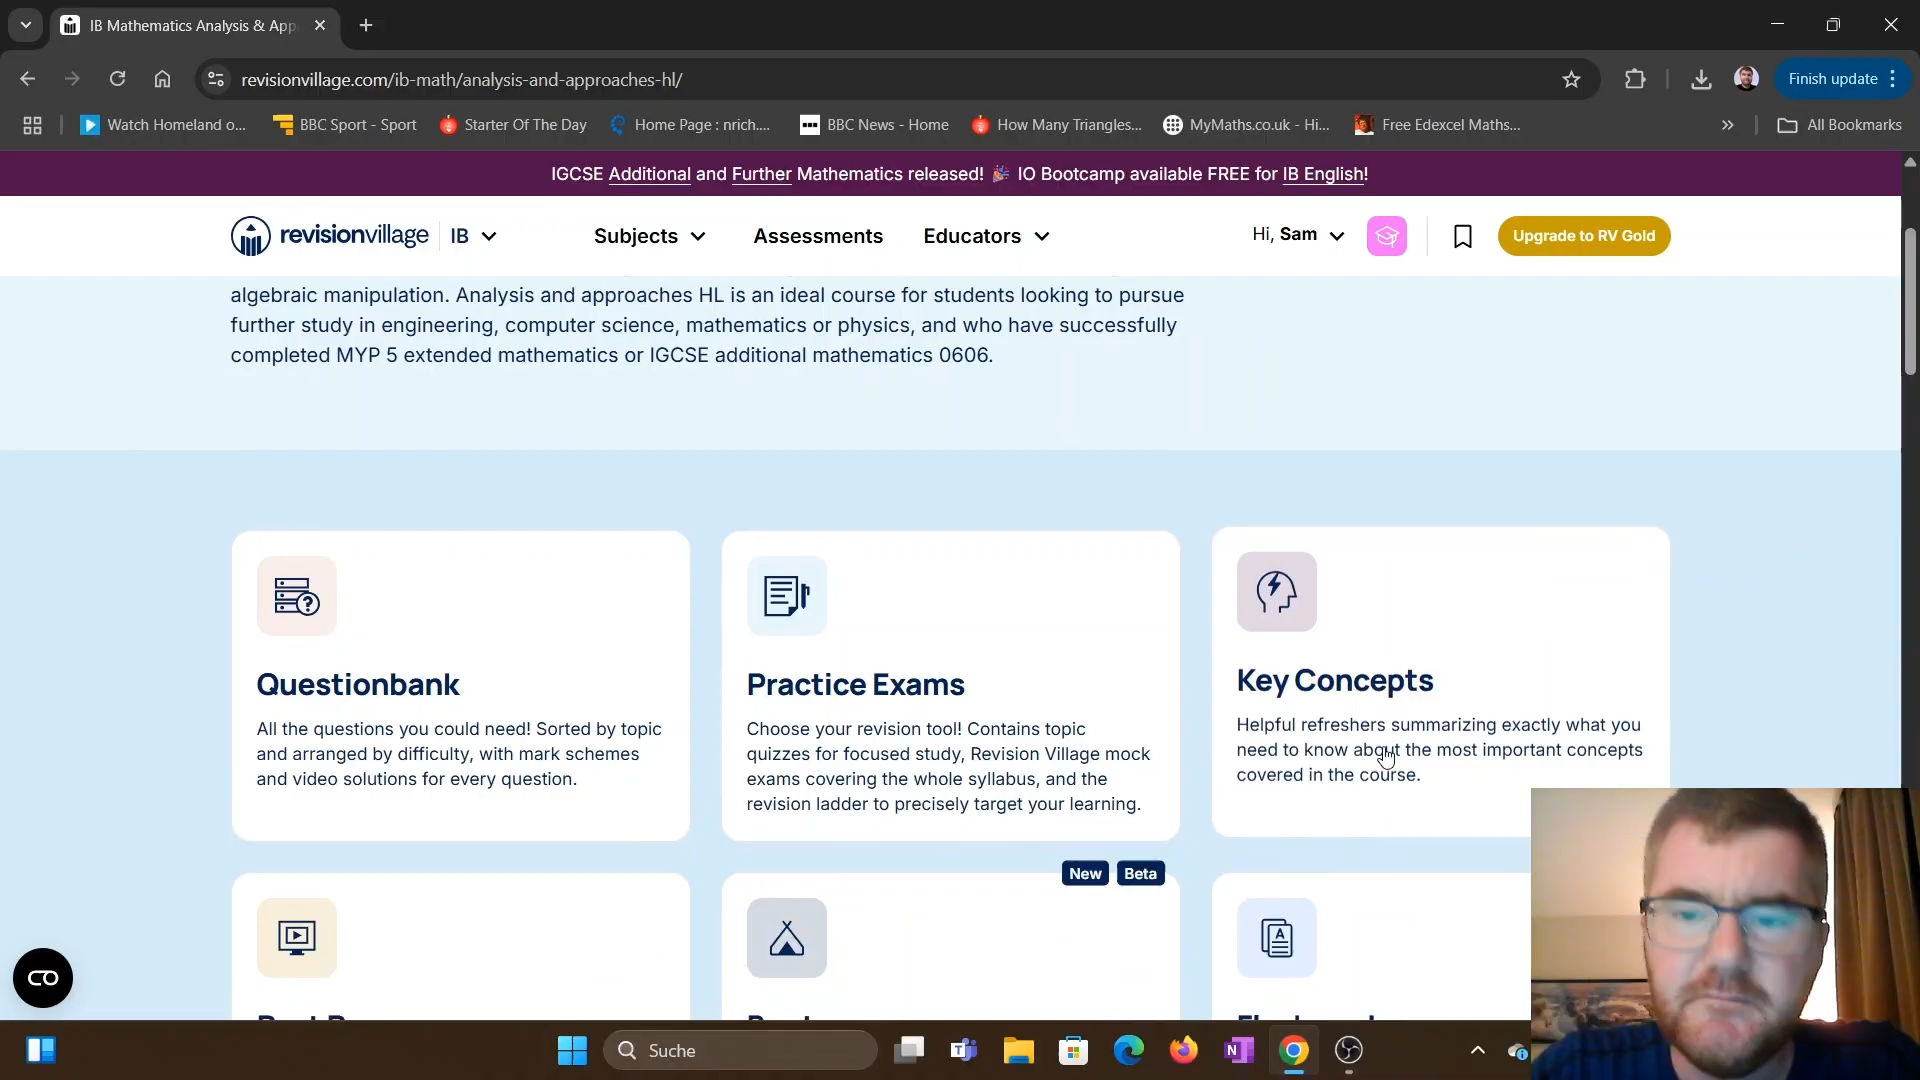 IB Mathematics Analysis & App
revisionvillage.com/ib-math/analysis-and-approaches-hl/
Finish update
Watch Homeland o...
BBC Sport - Sport
Starter Of The Day
Home Page : nrich....
BBC News - Home
How Many Triangles...
MyMaths.co.uk - Hi...
Free Edexcel Maths...
All Bookmarks
IGCSE Additional and Further Mathematics released! 🎉 IO Bootcamp available FREE for IB English!
revisionvillage
IB
Subjects
Assessments
Educators
Hi, Sam
Upgrade to RV Gold
algebraic manipulation. Analysis and approaches HL is an ideal course for students looking to pursue
further study in engineering, computer science, mathematics or physics, and who have successfully
completed MYP 5 extended mathematics or IGCSE additional mathematics 0606.
Questionbank
All the questions you could need! Sorted by topic
and arranged by difficulty, with mark schemes
and video solutions for every question.
Practice Exams
Choose your revision tool! Contains topic
quizzes for focused study, Revision Village mock
exams covering the whole syllabus, and the
revision ladder to precisely target your learning.
Key Concepts
Helpful refreshers summarizing exactly what you
need to know about the most important concepts
covered in the course.
New
Beta
Suche